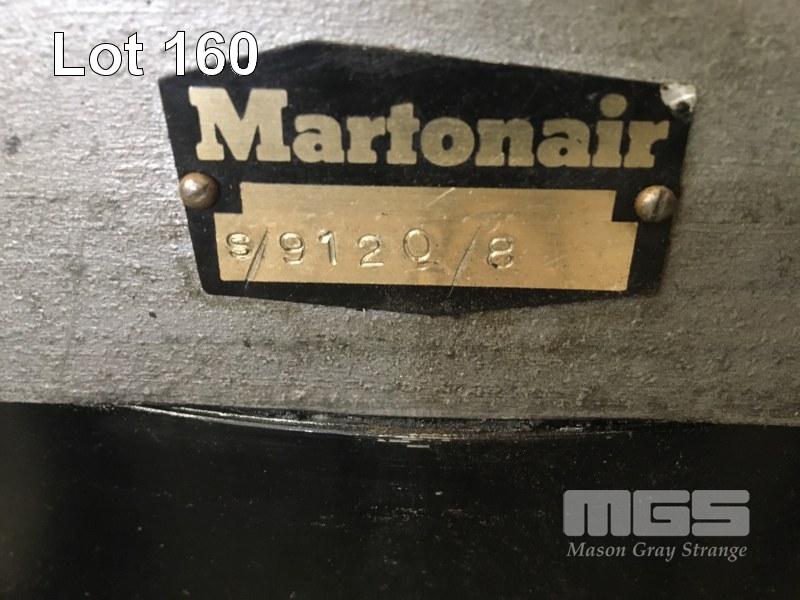 Lot 160
Martonair
S/9120/8
MGS
Mason Gray Strange